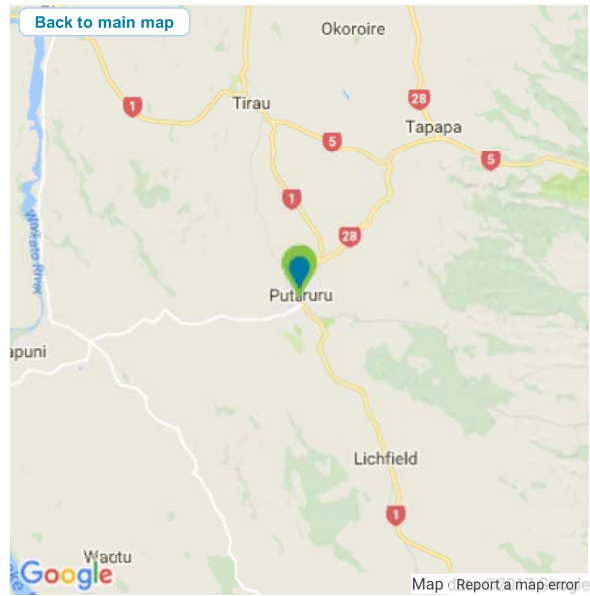 Back to main map
Okoroire
28
1
Tirau
Tapapa
5
5
1
28
Waikato River
Putaruru
apuni
Lichfield
1
Waotu
Google
Map
Report a map error